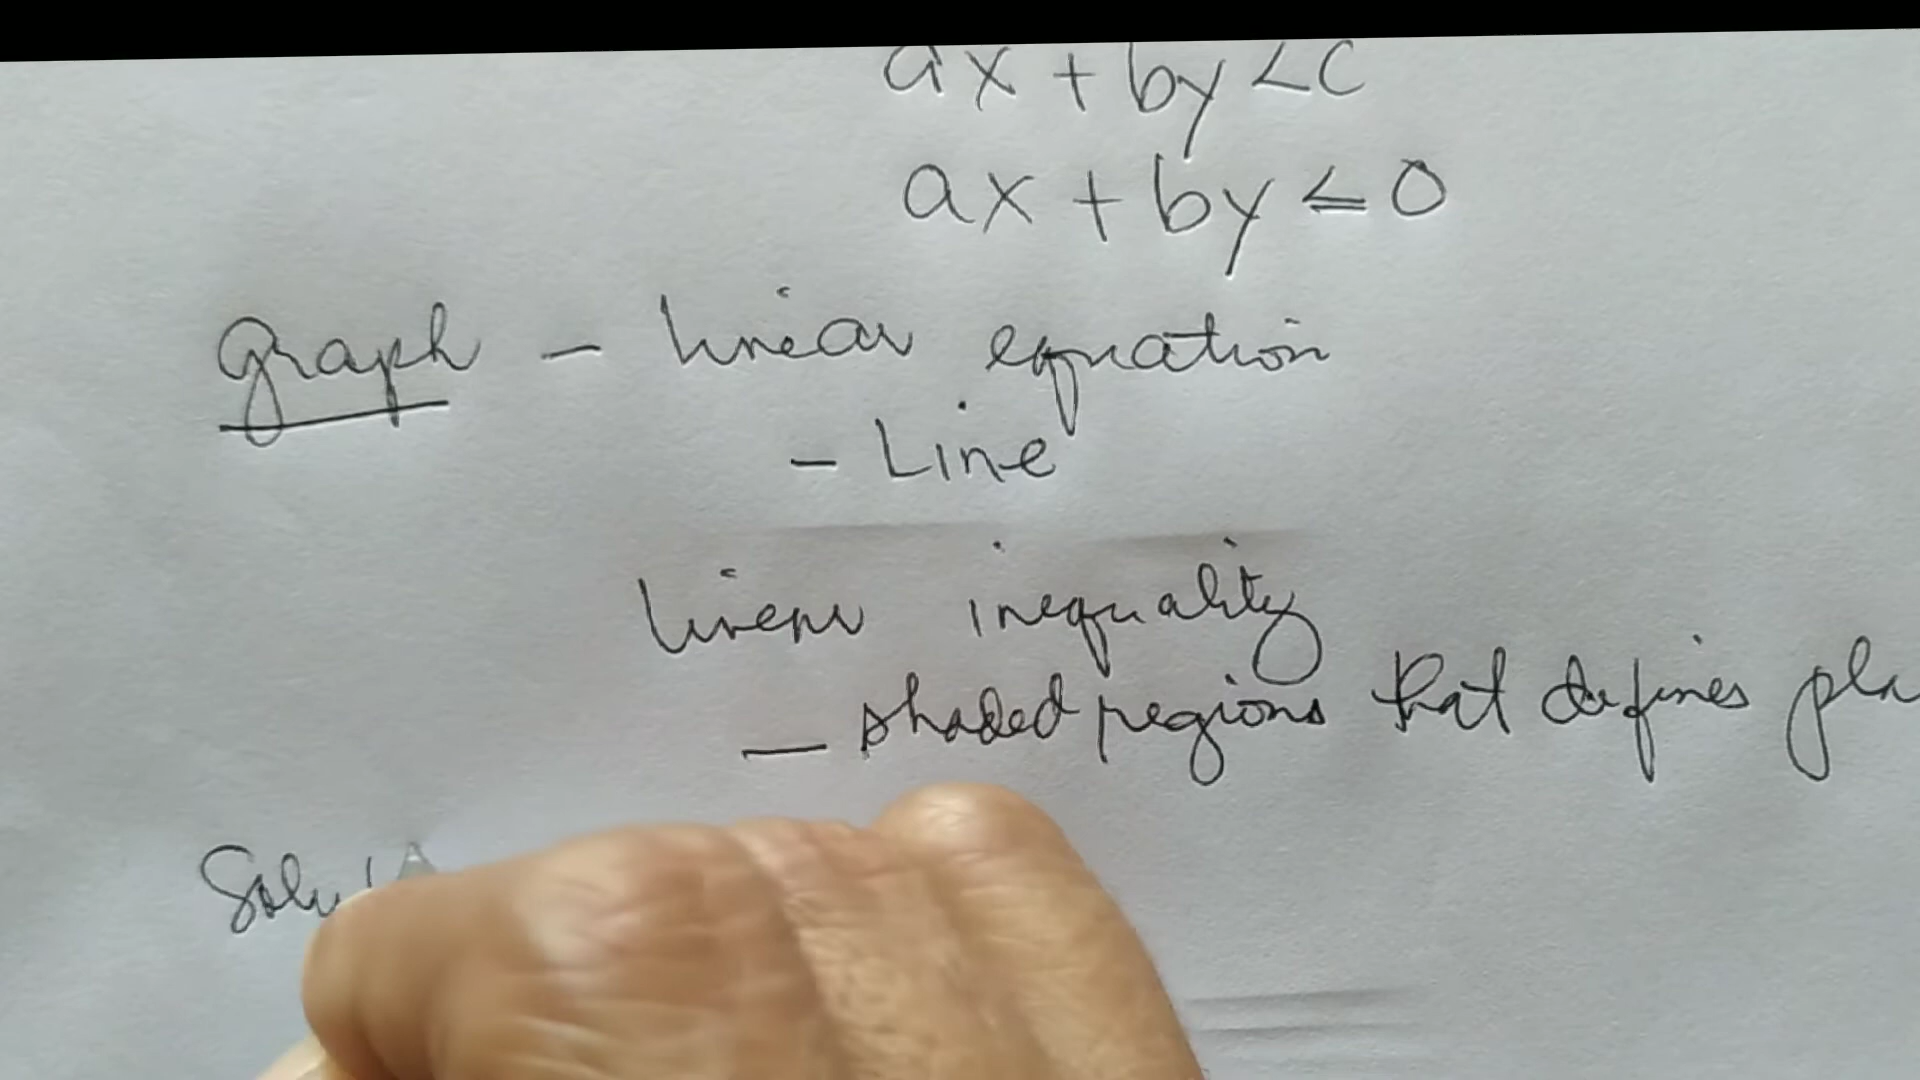 ax + by < c
ax + by ≤ 0
Graph - linear equation
- Line
linear inequality
- shaded regions that defines